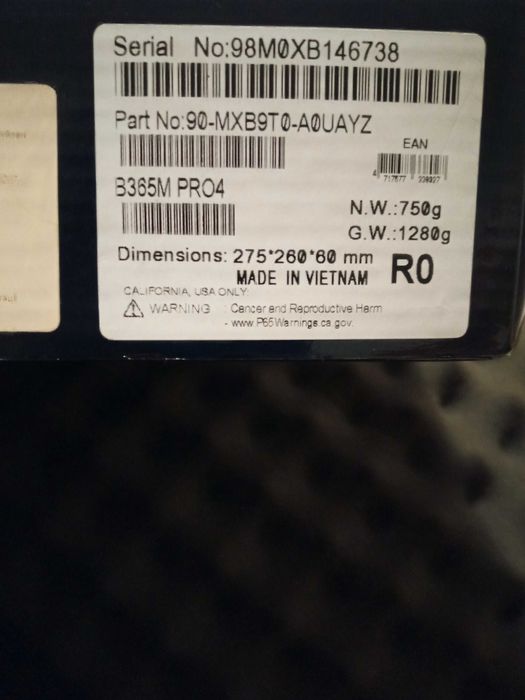 Serial No:98M0XB146738
Part No:90-MXB9T0-A0UAYZ
EAN
B365M PRO4
N.W.:750g
G.W.:1280g
Dimensions: 275*260*60 mm
MADE IN VIETNAM R0
CALIFORNIA, USA ONLY:
WARNING : Cancer and Reproductive Harm
- www.P65Warnings.ca.gov.